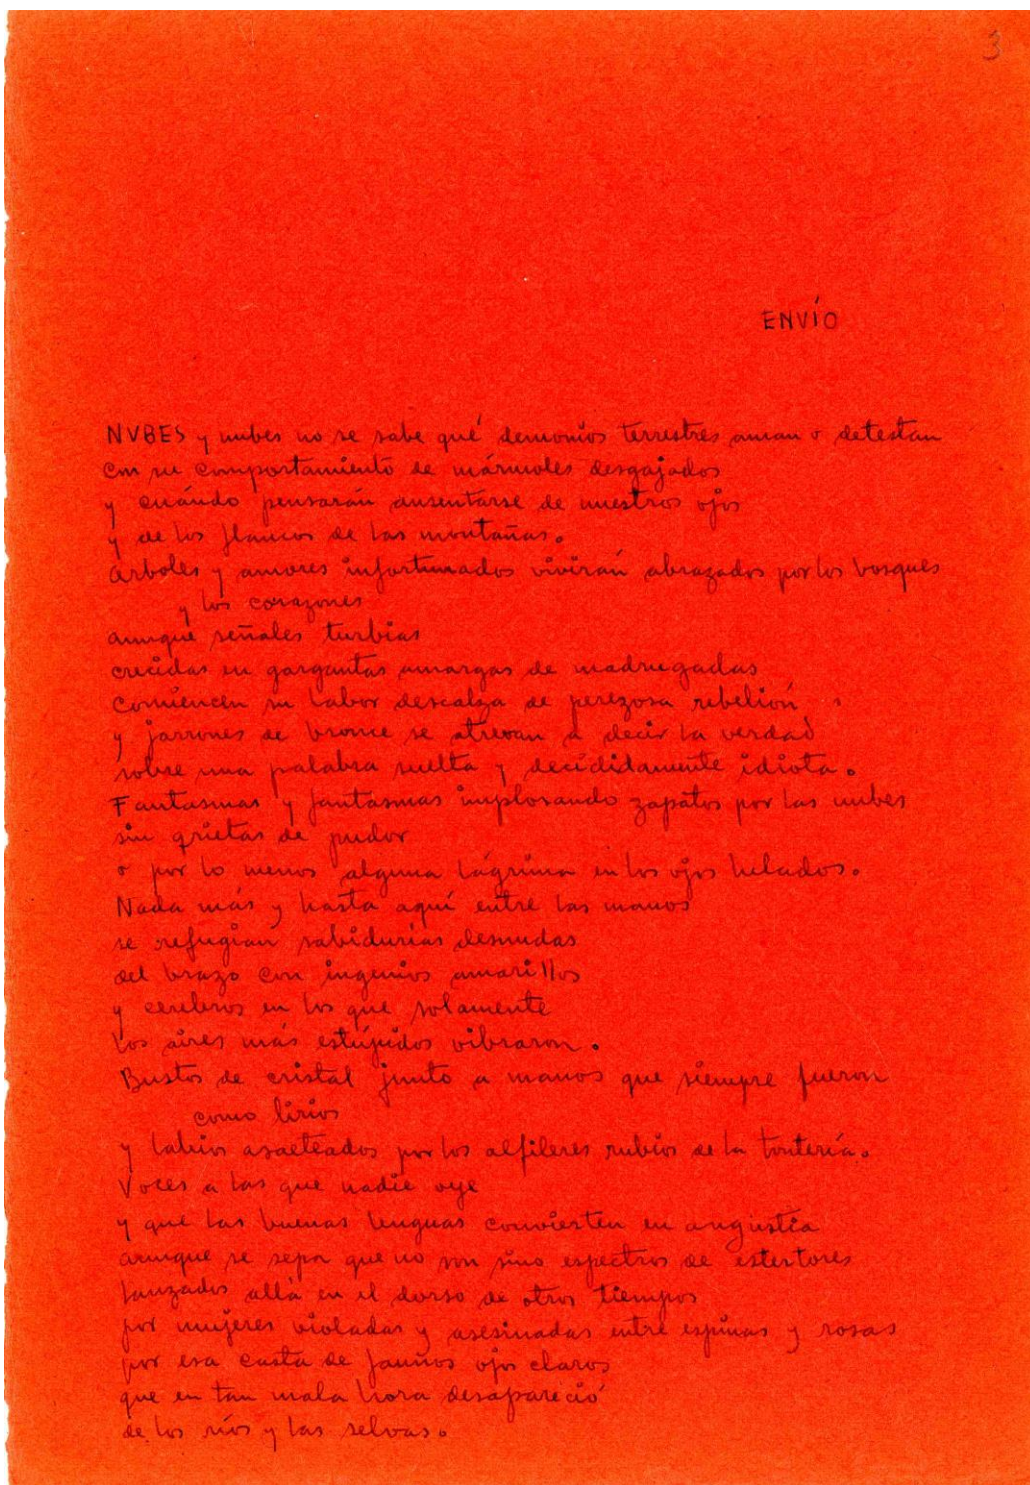 3
ENVÍO
NVBES y nubes no se sabe qué demonios terrestres aman o detestan
con su comportamiento de mármoles desgajados
y cuándo pensarán ausentarse de nuestros ojos
y de los flancos de las montañas.
Arboles y amores infortunados vivirán abrazados por los bosques
y los corazones
aunque señales turbias
crecidas en gargantas amargas de madrugadas
comiencen su labor descalza de perezosa rebelión
y jarrones de bronce se atrevan a decir la verdad
sobre una palabra suelta y decididamente idiota.
Fantasmas y fantasmas implorando zapatos por las nubes
sin grietas de pudor
o por lo menos alguna lágrima en los ojos helados.
Nada más y hasta aquí entre las manos
se refugian sabidurías desnudas
del brazo con ingenios amarillos
y cerebros en los que solamente
los aires más estúpidos vibraron.
Bustos de cristal junto a manos que siempre fueron
como lirios
y labios asaeteados por los alfileres rubios de la tontería.
Voces a las que nadie oye
y que las buenas lenguas convierten en angustia
aunque se sepa que no son sino espectros de estertores
lanzados allá en el dorso de otros tiempos
por mujeres violadas y asesinadas entre espinas y rosas
por esa casta de faunos ojos claros
que en tan mala hora desapareció
de los ríos y las selvas.